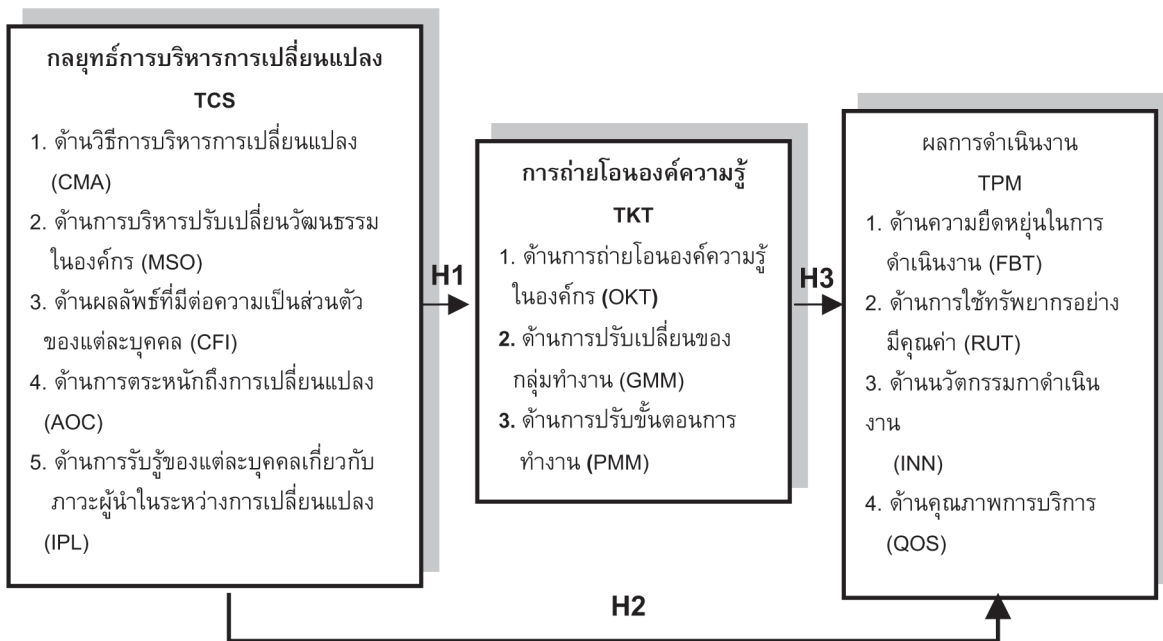 กลยุทธ์การบริหารการเปลี่ยนแปลง
TCS
1. ด้านวิธีการบริหารการเปลี่ยนแปลง
(CMA)
2. ด้านการบริหารปรับเปลี่ยนวัฒนธรรม
ในองค์กร (MSO)
3. ด้านผลลัพธ์ที่มีต่อความเป็นส่วนตัว
ของแต่ละบุคคล (CFI)
4. ด้านการตระหนักถึงการเปลี่ยนแปลง
(AOC)
5. ด้านการรับรู้ของแต่ละบุคคลเกี่ยวกับ
ภาวะผู้นำในระหว่างการเปลี่ยนแปลง
(IPL)
H1
การถ่ายโอนองค์ความรู้
TKT
1. ด้านการถ่ายโอนองค์ความรู้
ในองค์กร (OKT)
2. ด้านการปรับเปลี่ยนของ
กลุ่มทำงาน (GMM)
3. ด้านการปรับขั้นตอนการ
ทำงาน (PMM)
H3
ผลการดำเนินงาน
TPM
1. ด้านความยืดหยุ่นในการ
ดำเนินงาน (FBT)
2. ด้านการใช้ทรัพยากรอย่าง
มีคุณค่า (RUT)
3. ด้านนวัตกรรมกาดำเนิน
งาน
(INN)
4. ด้านคุณภาพการบริการ
(QOS)
H2